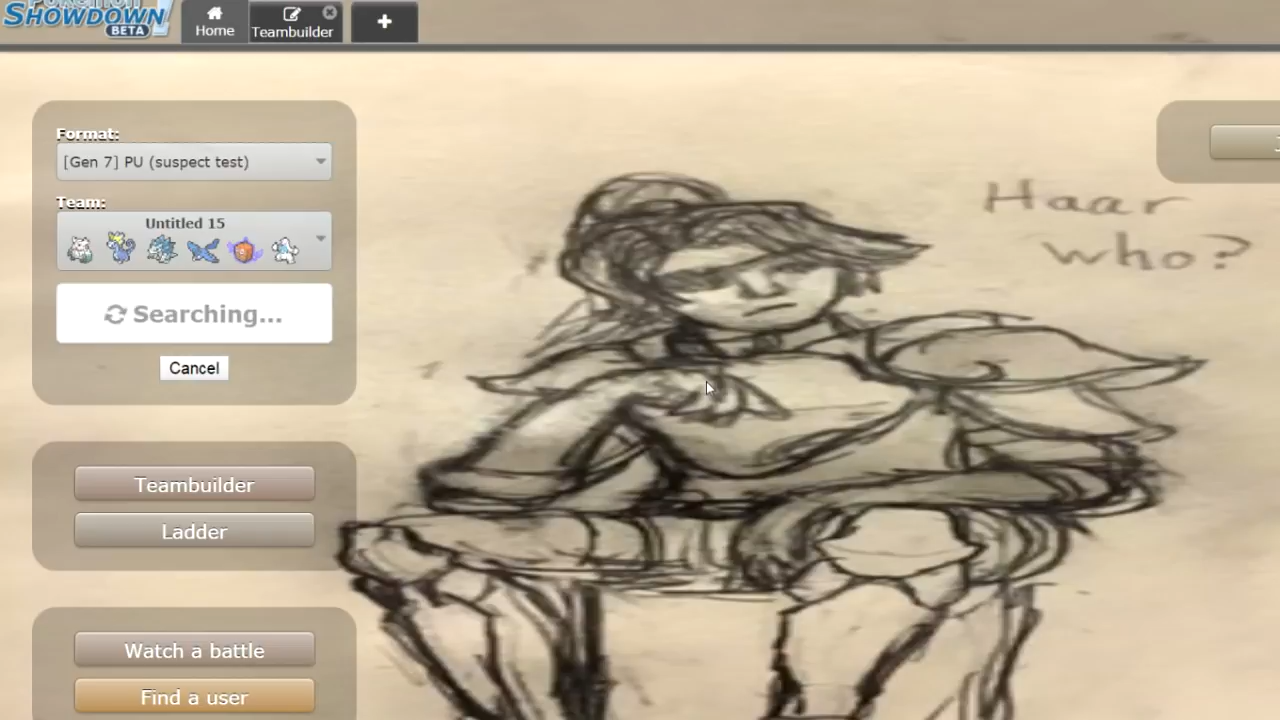 Pokémon
SHOWDOWN
BETA
Home
Teambuilder
Format:
[Gen 7] PU (suspect test)
Team:
Untitled 15
Searching...
Cancel
Teambuilder
Ladder
Watch a battle
Find a user
Haar
who?